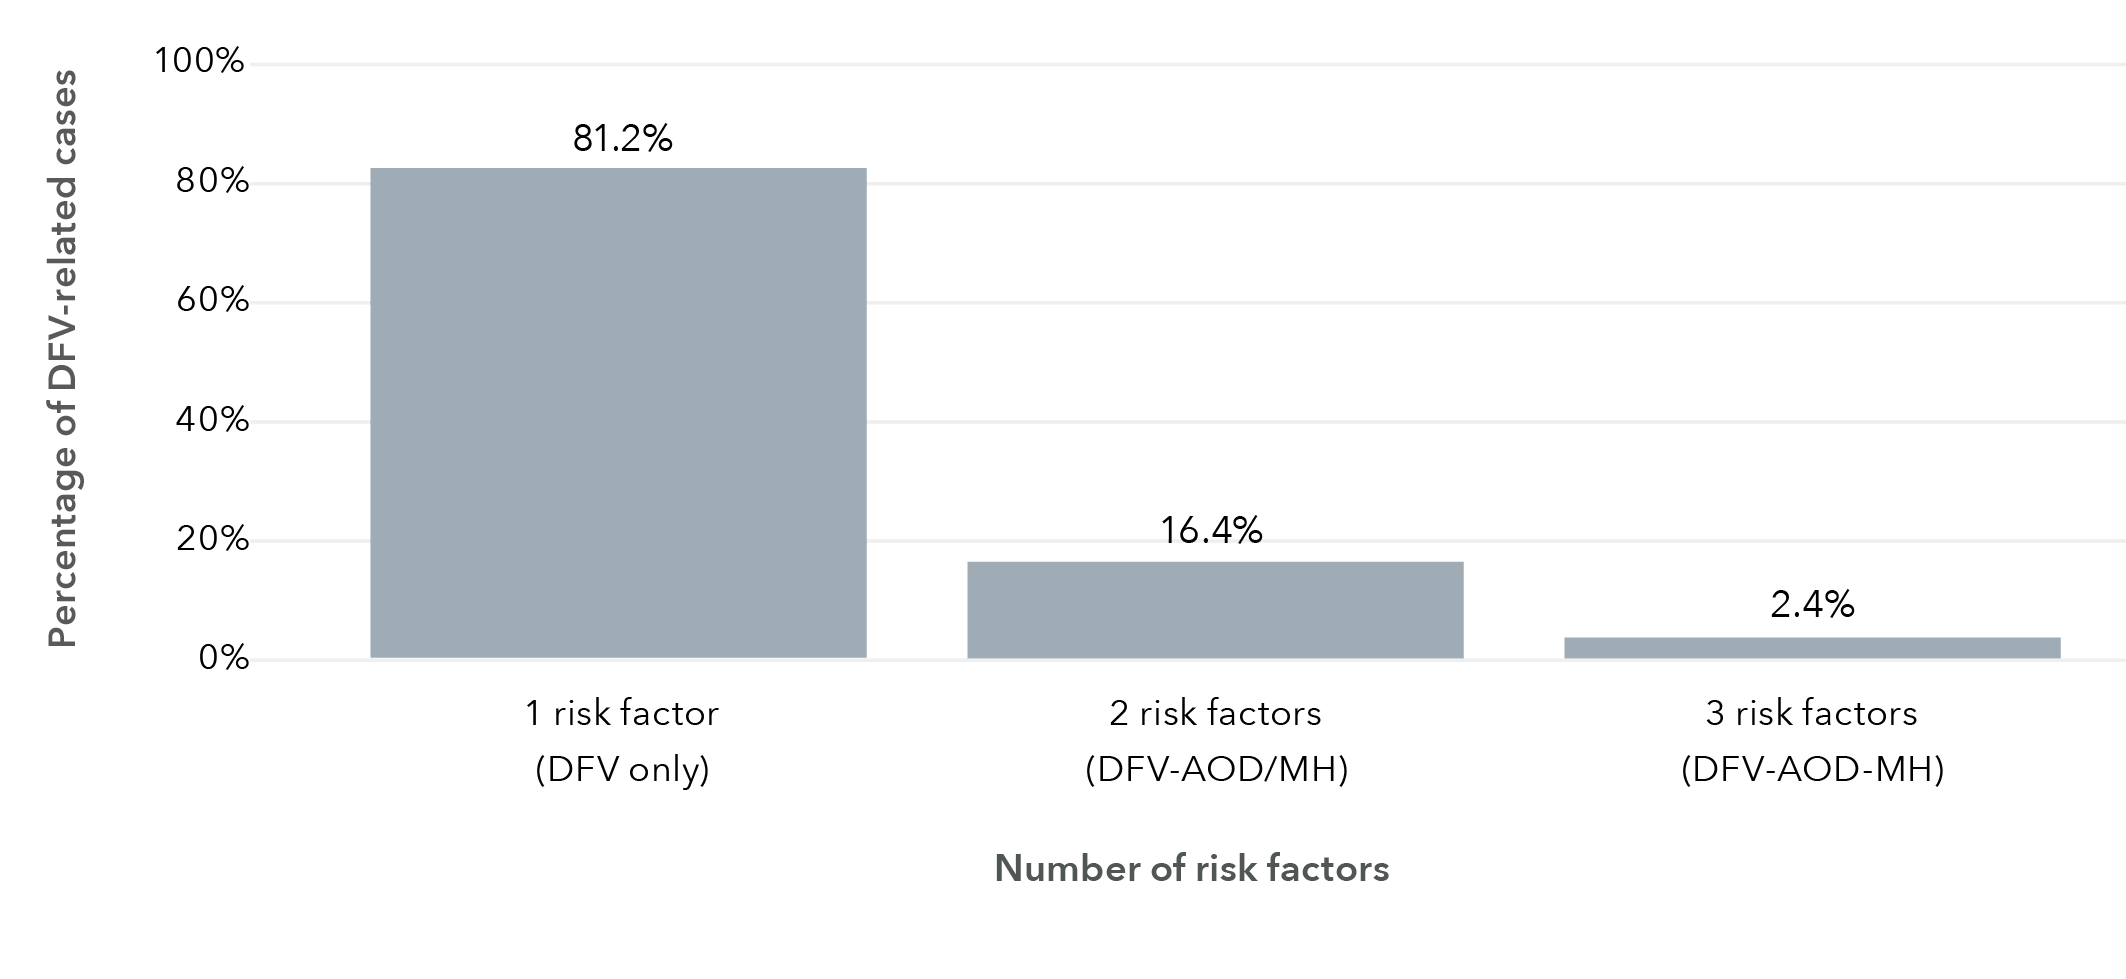 Percentage of DFV-related cases
100%
80%
60%
40%
20%
0%
81.2%
16.4%
2.4%
1 risk factor
(DFV only)
2 risk factors
(DFV-AOD/MH)
3 risk factors
(DFV-AOD-MH)
Number of risk factors